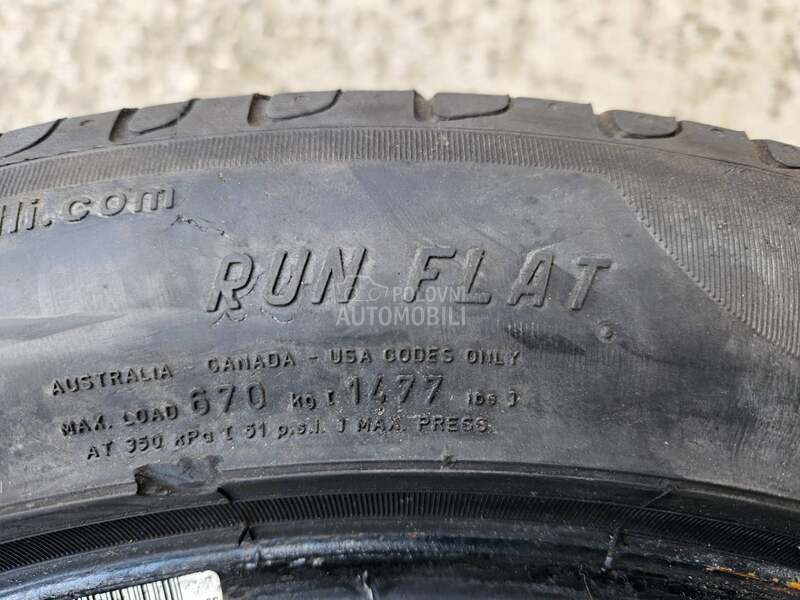 lli.com
RUN FLAT
POLOVNI
AUTOMOBILI
AUSTRALIA - CANADA - USA CODES ONLY
MAX. LOAD 670 kg [ 1477 lbs ]
AT 350 kPa [ 51 p.s.i. ] MAX. PRESS